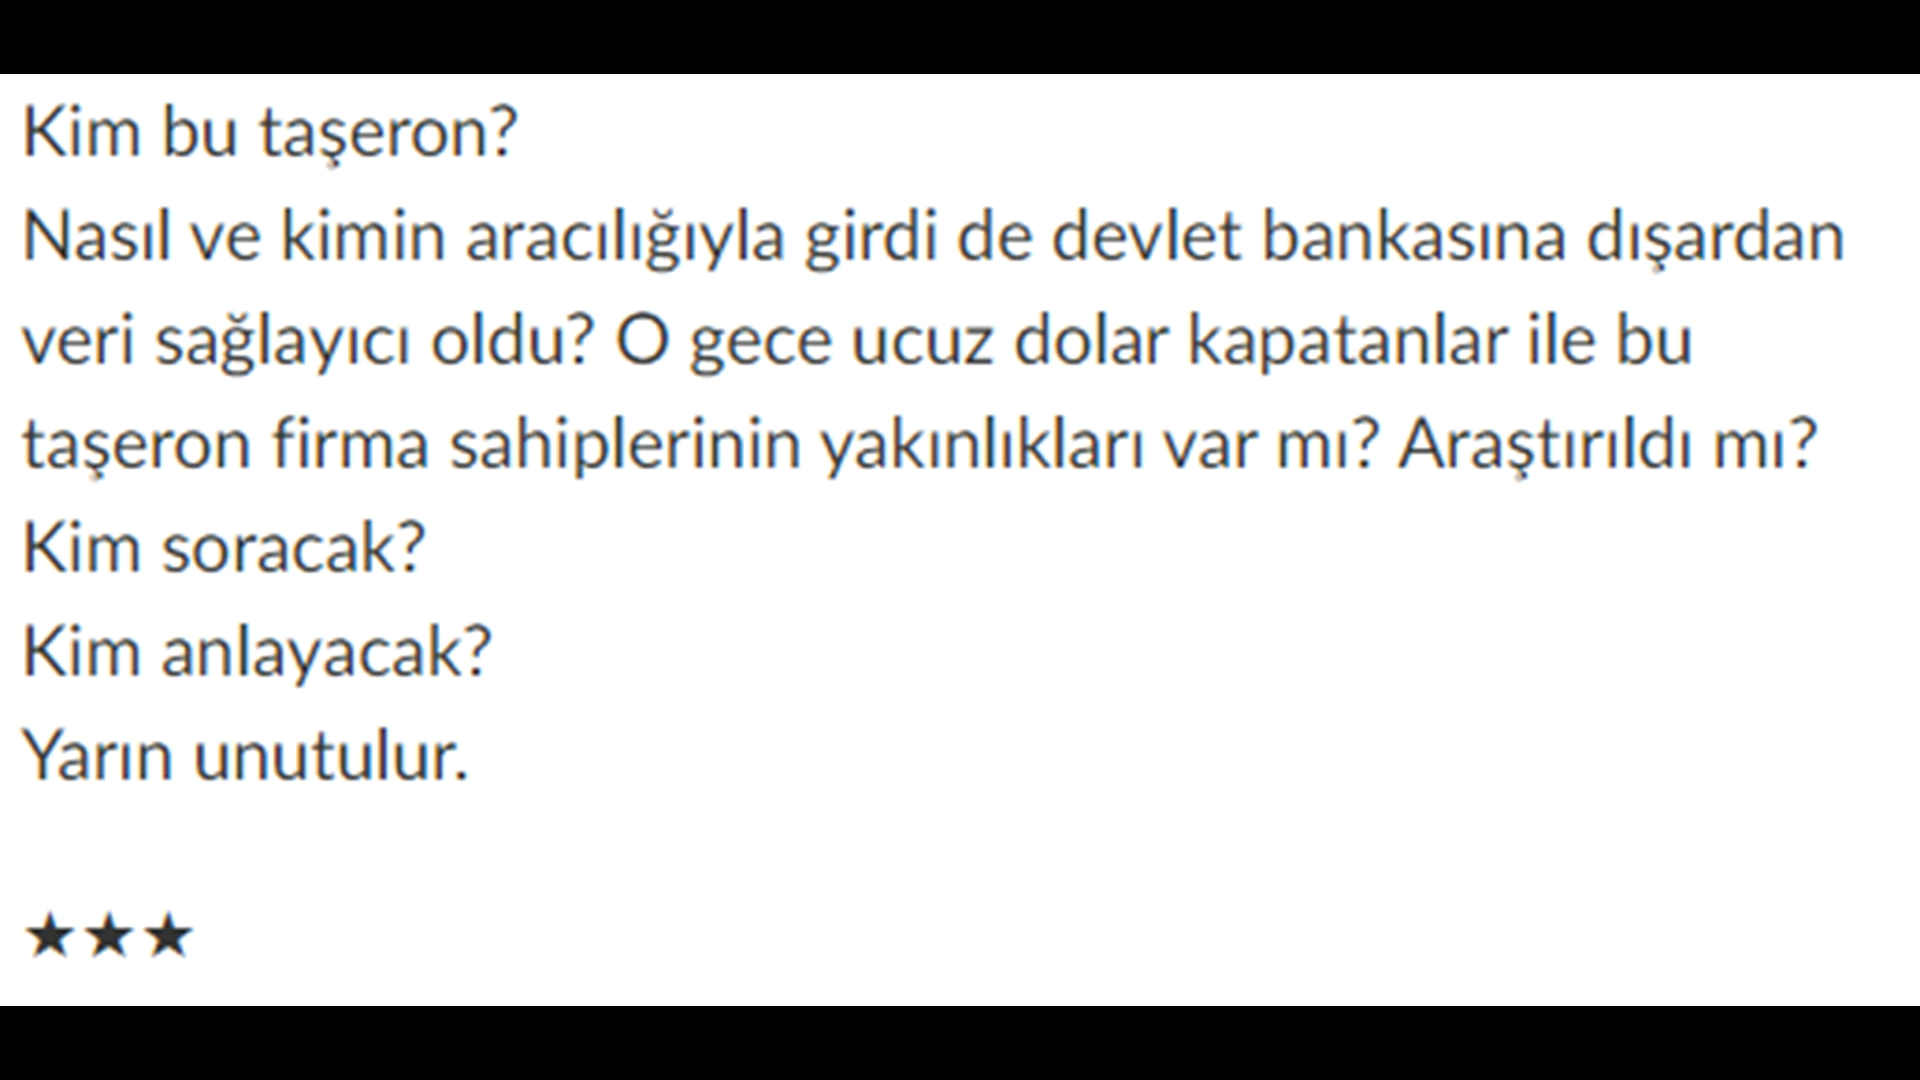 Kim bu taşeron?
Nasıl ve kimin aracılığıyla girdi de devlet bankasına dışardan
veri sağlayıcı oldu? O gece ucuz dolar kapatanlar ile bu
taşeron firma sahiplerinin yakınlıkları var mı? Araştırıldı mı?
Kim soracak?
Kim anlayacak?
Yarın unutulur.
★★★